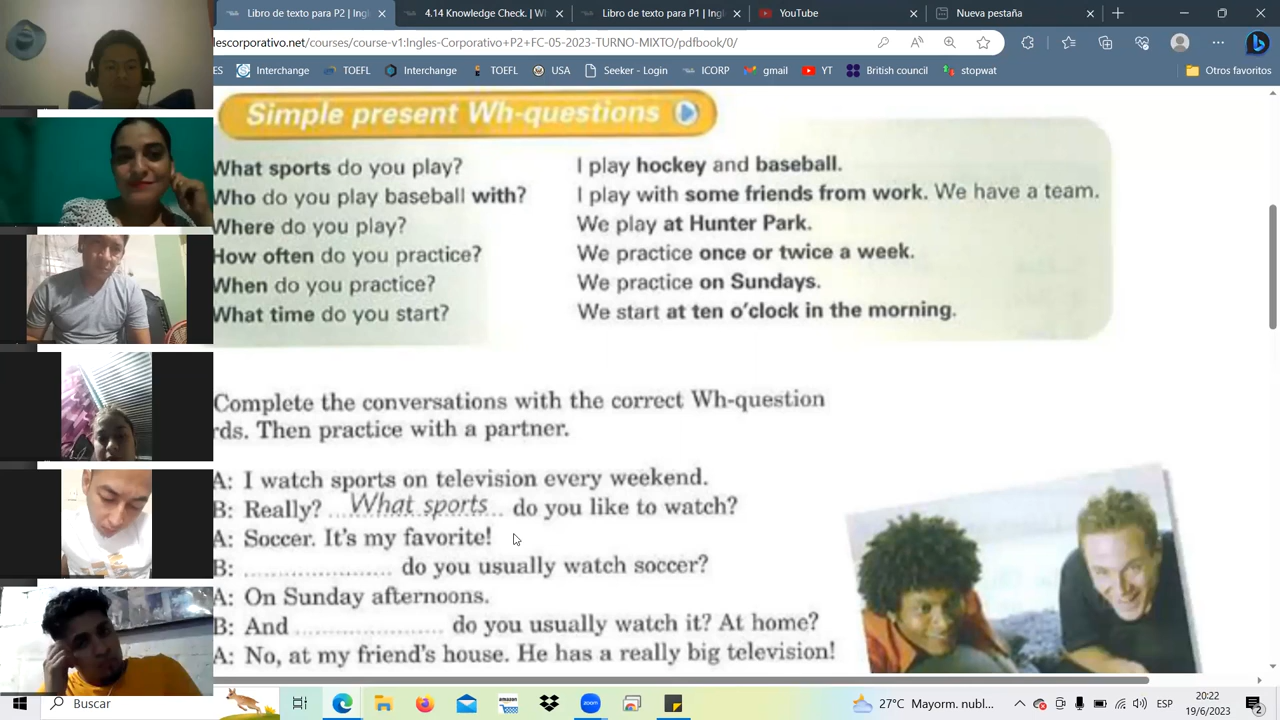 Libro de texto para P2 | Ingl
4.14 Knowledge Check. | W
Libro de texto para P1 | Ingl
YouTube
Nueva pestaña
lescorporativo.net/courses/course-v1:Ingles-Corporativo+P2+FC-05-2023-TURNO-MIXTO/pdfbook/0/
ES Interchange TOEFL Interchange TOEFL USA Seeker - Login ICORP gmail YT British council stopwat Otros favoritos
Simple present Wh-questions
What sports do you play? I play hockey and baseball.
Who do you play baseball with? I play with some friends from work. We have a team.
Where do you play? We play at Hunter Park.
How often do you practice? We practice once or twice a week.
When do you practice? We practice on Sundays.
What time do you start? We start at ten o'clock in the morning.
Complete the conversations with the correct Wh-question
rds. Then practice with a partner.
A: I watch sports on television every weekend.
B: Really? What sports do you like to watch?
A: Soccer. It's my favorite!
B: .................... do you usually watch soccer?
A: On Sunday afternoons.
B: And .................... do you usually watch it? At home?
A: No, at my friend's house. He has a really big television!
Buscar
amazon
zoom
27°C Mayorm. nubl...
ESP
20:22
19/6/2023
2